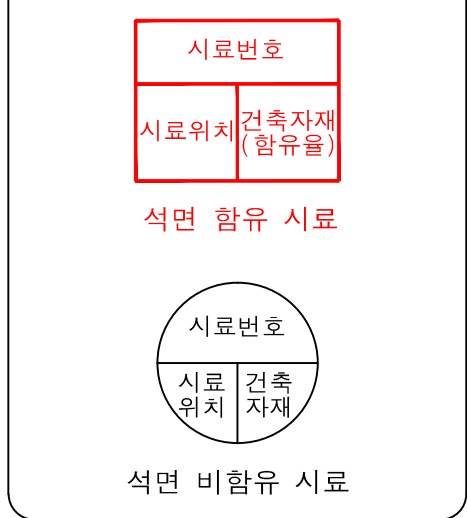 시료번호
시료위치
건축자재
(함유율)
석면 함유 시료
시료번호
시료
위치
건축
자재
석면 비함유 시료